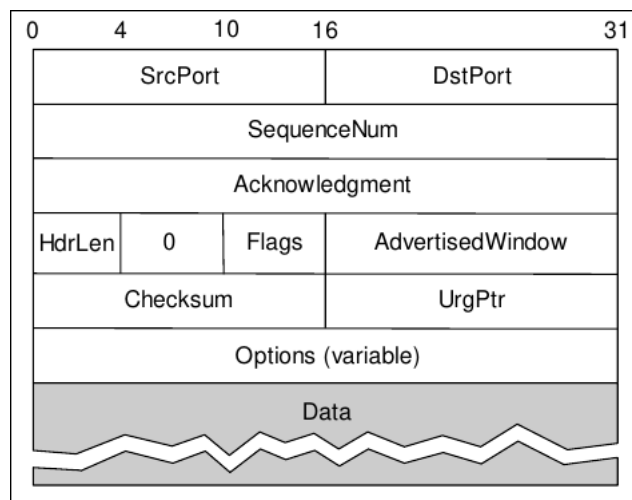 0 4 10 16 31
SrcPort DstPort
SequenceNum
Acknowledgment
HdrLen 0 Flags AdvertisedWindow
Checksum UrgPtr
Options (variable)
Data